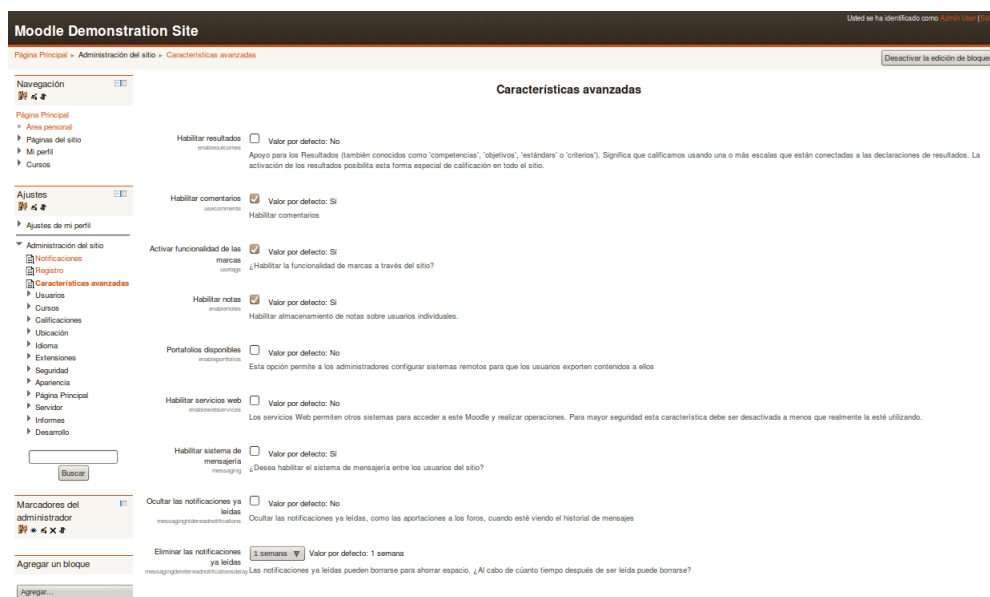 Usted se ha identificado como Admin User (Sal
Moodle Demonstration Site
Página Principal ► Administración del sitio ► Características avanzadas
Desactivar la edición de bloque
Navegación
Página Principal
Área personal
Páginas del sitio
Mi perfil
Cursos
Ajustes
Ajustes de mi perfil
Administración del sitio
Notificaciones
Registro
Características avanzadas
Usuarios
Cursos
Calificaciones
Ubicación
Idioma
Extensiones
Seguridad
Apariencia
Página Principal
Servidor
Informes
Desarrollo
Buscar
Marcadores del
administrador
Agregar un bloque
Agregar...
Características avanzadas
Habilitar resultados Valor por defecto: No
enableoutcomes
Apoyo para los Resultados (también conocidos como 'competencias', 'objetivos', 'estándars' o 'criterios'). Significa que calificamos usando una o más escalas que están conectadas a las declaraciones de resultados. La
activación de los resultados posibilita esta forma especial de calificación en todo el sitio.
Habilitar comentarios Valor por defecto: Sí
usecomments
Habilitar comentarios
Activar funcionalidad de las Valor por defecto: Sí
marcas
usetags
¿Habilitar la funcionalidad de marcas a través del sitio?
Habilitar notas Valor por defecto: Sí
enablenotes
Habilitar almacenamiento de notas sobre usuarios individuales.
Portafolios disponibles Valor por defecto: No
enableportfolios
Esta opción permite a los administradores configurar sistemas remotos para que los usuarios exporten contenidos a ellos
Habilitar servicios web Valor por defecto: No
enablewebservices
Los servicios Web permiten otros sistemas para acceder a este Moodle y realizar operaciones. Para mayor seguridad esta característica debe ser desactivada a menos que realmente la esté utilizando.
Habilitar sistema de Valor por defecto: Sí
mensajería
messaging
¿Desea habilitar el sistema de mensajería entre los usuarios del sitio?
Ocultar las notificaciones ya Valor por defecto: No
leídas
messaginghidereadnotifications
Ocultar las notificaciones ya leídas, como las aportaciones a los foros, cuando esté viendo el historial de mensajes
Eliminar las notificaciones 1 semana Valor por defecto: 1 semana
ya leídas
messagingdeletereadnotificationsdelay
Las notificaciones ya leídas pueden borrarse para ahorrar espacio. ¿Al cabo de cúanto tiempo después de ser leída puede borrarse?